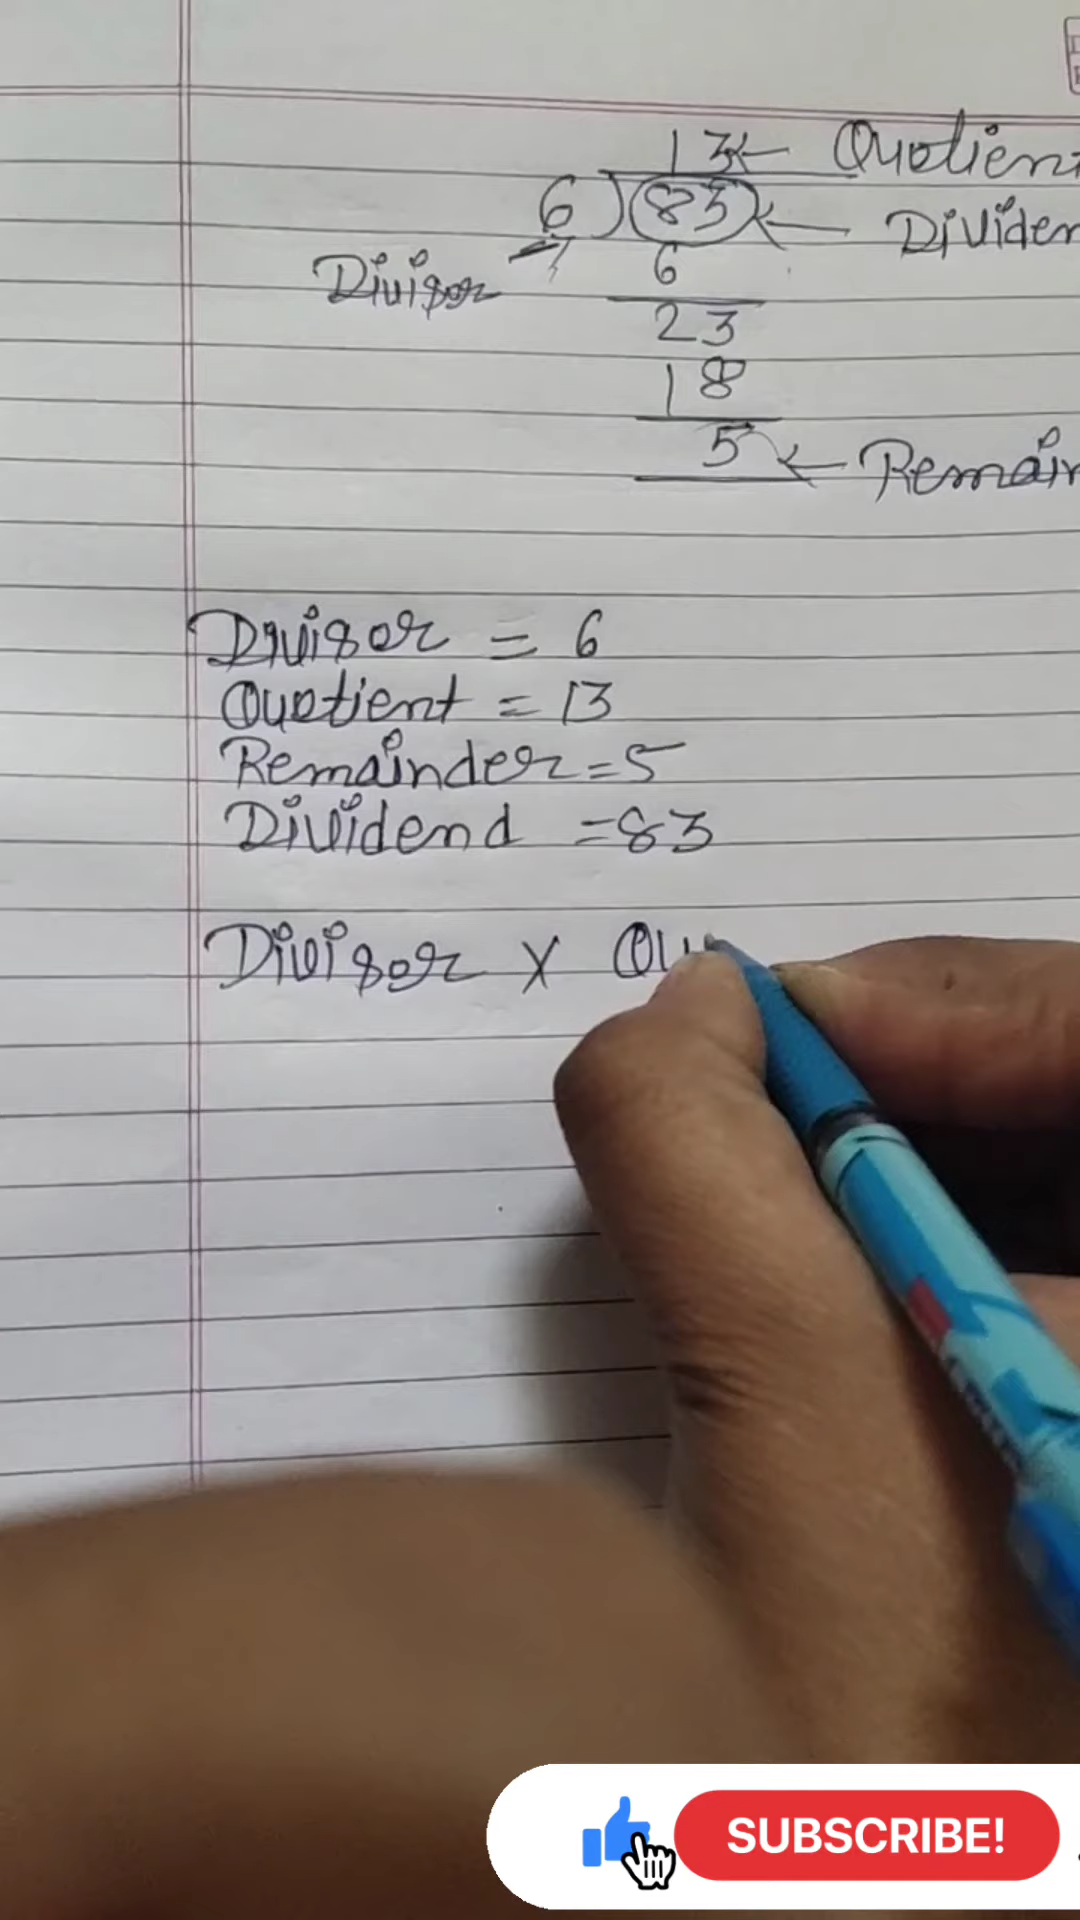 13 ← Quotient
6 ) 83 ← Dividen
Divisor
6
23
18
5 ← Remain
Divisor = 6
Quotient = 13
Remainder = 5
Dividend = 83
Divisor X Qu
SUBSCRIBE!